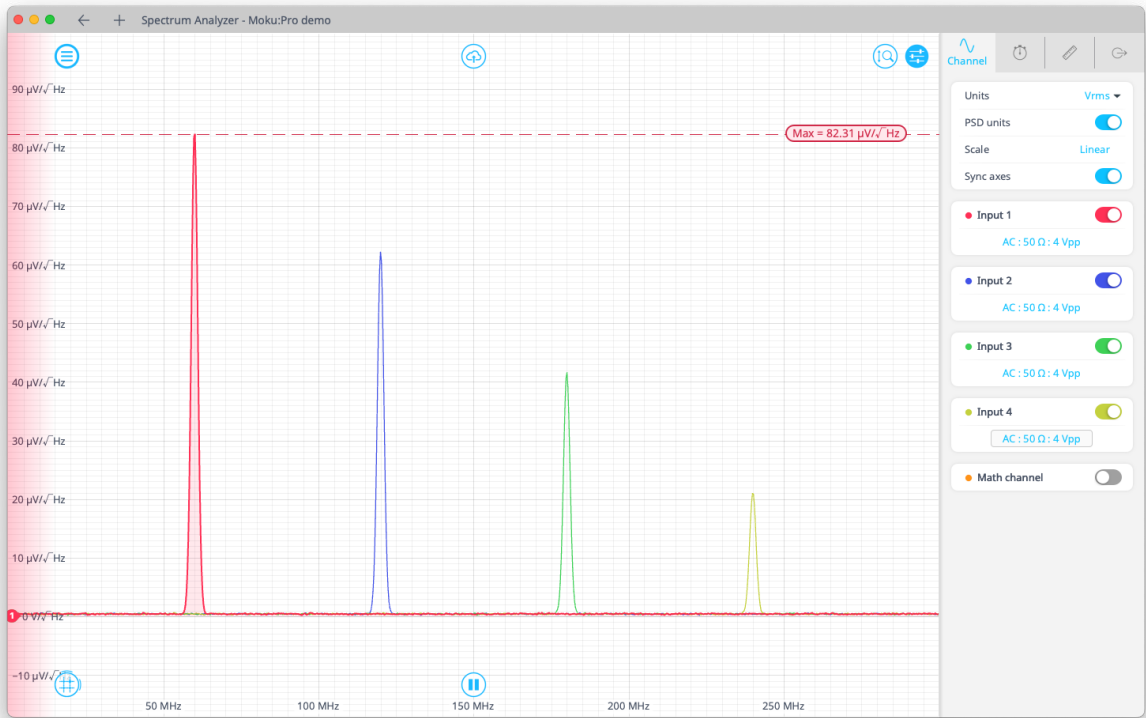 Spectrum Analyzer - Moku:Pro demo
90 µV/√Hz
Max = 82.31 µV/√Hz
80 µV/√Hz
70 µV/√Hz
60 µV/√Hz
50 µV/√Hz
40 µV/√Hz
30 µV/√Hz
20 µV/√Hz
10 µV/√Hz
1
0 V/√Hz
−10 µV/√Hz
50 MHz
100 MHz
150 MHz
200 MHz
250 MHz
Channel
Units Vrms
PSD units
Scale Linear
Sync axes
Input 1
AC : 50 Ω : 4 Vpp
Input 2
AC : 50 Ω : 4 Vpp
Input 3
AC : 50 Ω : 4 Vpp
Input 4
AC : 50 Ω : 4 Vpp
Math channel